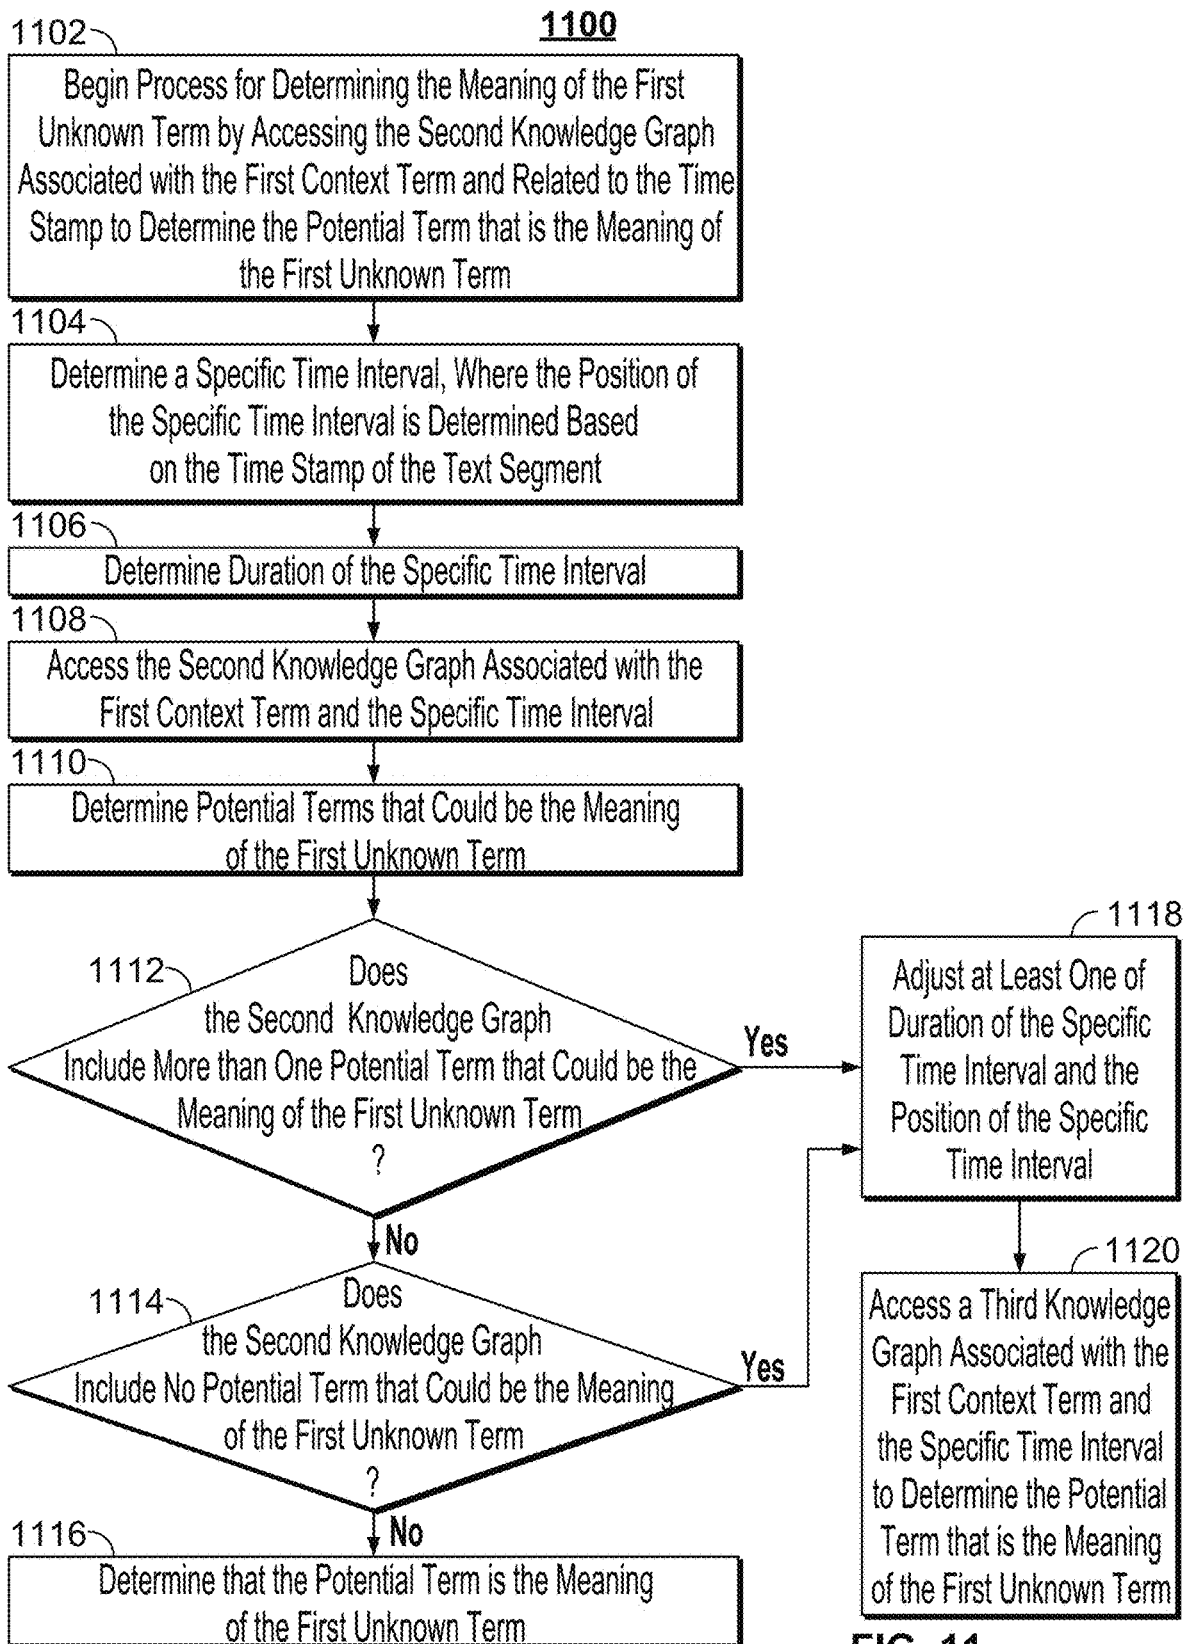 1100
1102
Begin Process for Determining the Meaning of the First
Unknown Term by Accessing the Second Knowledge Graph
Associated with the First Context Term and Related to the Time
Stamp to Determine the Potential Term that is the Meaning of
the First Unknown Term
1104
Determine a Specific Time Interval, Where the Position of
the Specific Time Interval is Determined Based
on the Time Stamp of the Text Segment
1106
Determine Duration of the Specific Time Interval
1108
Access the Second Knowledge Graph Associated with the
First Context Term and the Specific Time Interval
1110
Determine Potential Terms that Could be the Meaning
of the First Unknown Term
1112
Does
the Second Knowledge Graph
Include More than One Potential Term that Could be the
Meaning of the First Unknown Term
?
Yes
No
1114
Does
the Second Knowledge Graph
Include No Potential Term that Could be the Meaning
of the First Unknown Term
?
Yes
No
1116
Determine that the Potential Term is the Meaning
of the First Unknown Term
1118
Adjust at Least One of
Duration of the Specific
Time Interval and the
Position of the Specific
Time Interval
1120
Access a Third Knowledge
Graph Associated with the
First Context Term and
the Specific Time Interval
to Determine the Potential
Term that is the Meaning
of the First Unknown Term
FIG. 11